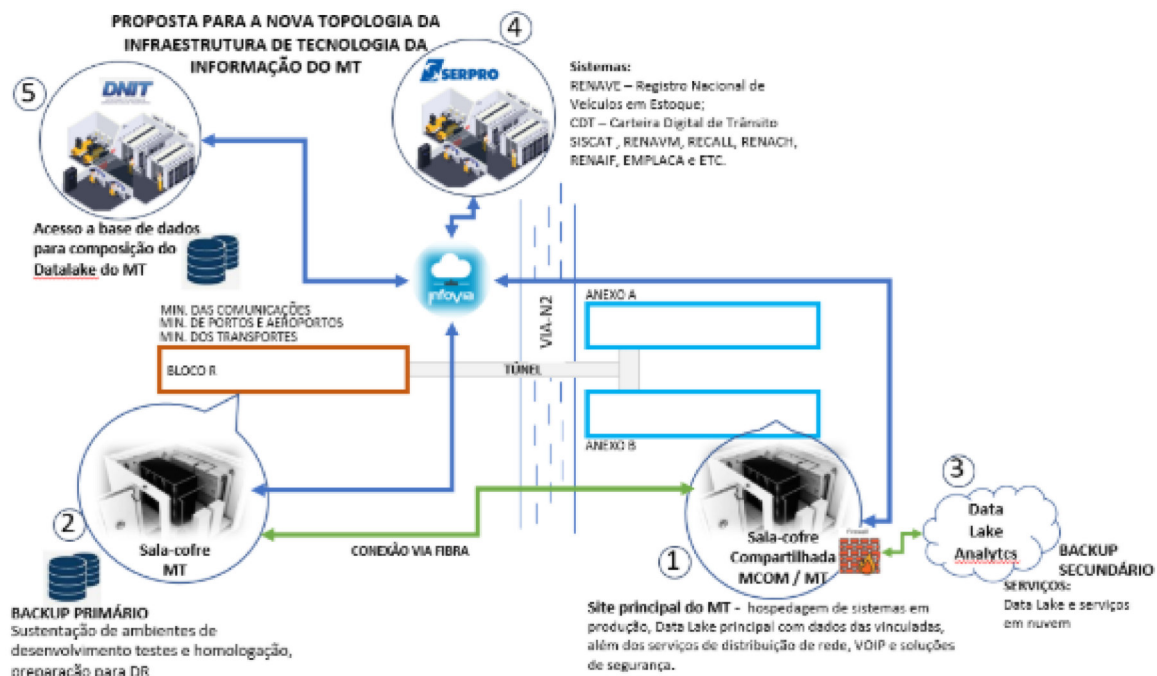 PROPOSTA PARA A NOVA TOPOLOGIA DA
INFRAESTRUTURA DE TECNOLOGIA DA
INFORMAÇÃO DO MT
4
SERPRO
5
DNIT
Sistemas:
RENAVE – Registro Nacional de
Veículos em Estoque;
CDT – Carteira Digital de Trânsito
SISCAT , RENAVM, RECALL, RENACH,
RENAIF, EMPLACA e ETC.
Acesso a base de dados
para composição do
Datalake do MT
infovia
MIN. DAS COMUNICAÇÕES
MIN. DE PORTOS E AEROPORTOS
MIN. DOS TRANSPORTES
BLOCO R
TÚNEL
VIA-N2
ANEXO A
ANEXO B
2
Sala-cofre
MT
CONEXÃO VIA FIBRA
1
Sala-cofre
Compartilhada
MCOM / MT
Firewall
3
Data
Lake
Analytcs
BACKUP
SECUNDÁRIO
SERVIÇOS:
Data Lake e serviços
em nuvem
BACKUP PRIMÁRIO
Sustentação de ambientes de
desenvolvimento testes e homologação,
preparação para DR
Site principal do MT - hospedagem de sistemas em
produção, Data Lake principal com dados das vinculadas,
além dos serviços de distribuição de rede, VOIP e soluções
de segurança.